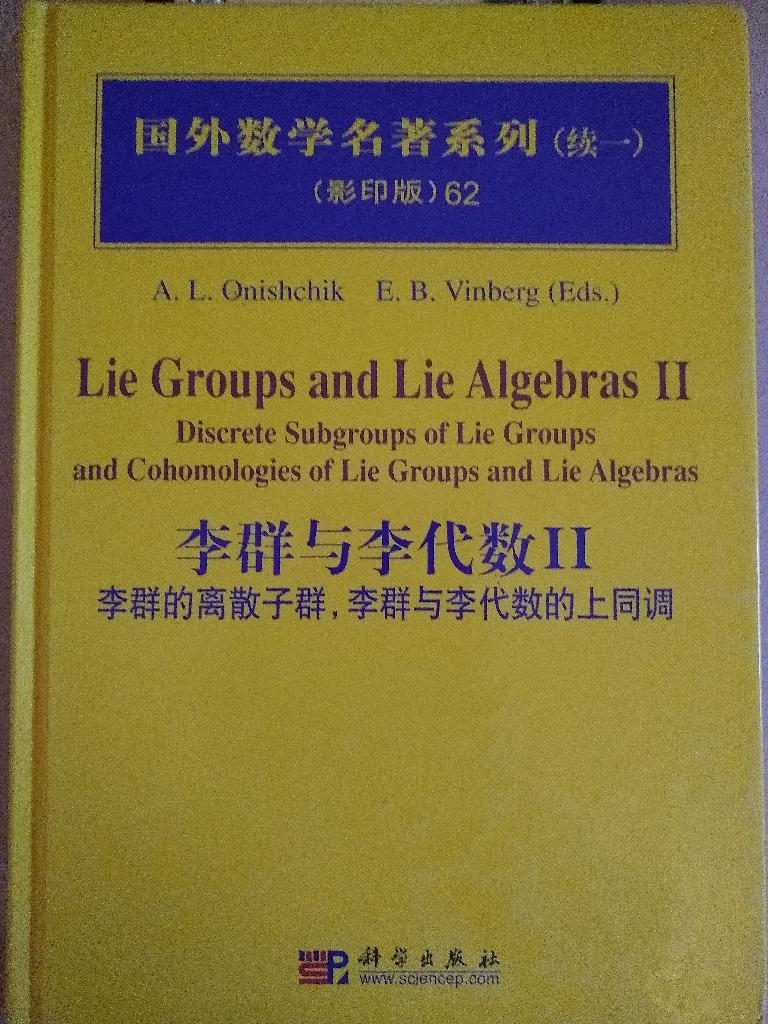 国外数学名著系列(续一)
(影印版)62
A. L. Onishchik E. B. Vinberg (Eds.)
Lie Groups and Lie Algebras II
Discrete Subgroups of Lie Groups
and Cohomologies of Lie Groups and Lie Algebras
李群与李代数II
李群的离散子群,李群与李代数的上同调
科学出版社
www.sciencep.com